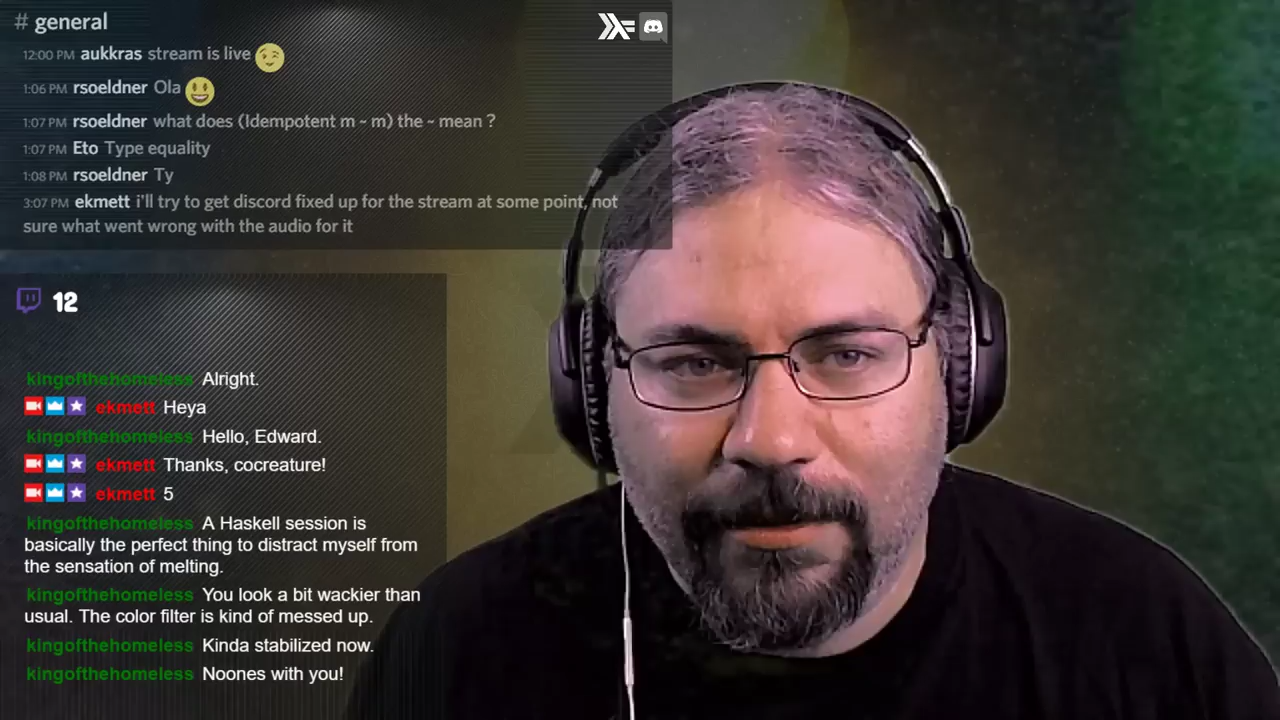 # general
12:00 PM aukkras stream is live
1:06 PM rsoeldner Ola
1:07 PM rsoeldner what does (Idempotent m ~ m) the ~ mean ?
1:07 PM Eto Type equality
1:08 PM rsoeldner Ty
3:07 PM ekmett i'll try to get discord fixed up for the stream at some point, not
sure what went wrong with the audio for it
12
kingofthehomeless Alright.
ekmett Heya
kingofthehomeless Hello, Edward.
ekmett Thanks, cocreature!
ekmett 5
kingofthehomeless A Haskell session is
basically the perfect thing to distract myself from
the sensation of melting.
kingofthehomeless You look a bit wackier than
usual. The color filter is kind of messed up.
kingofthehomeless Kinda stabilized now.
kingofthehomeless Noones with you!